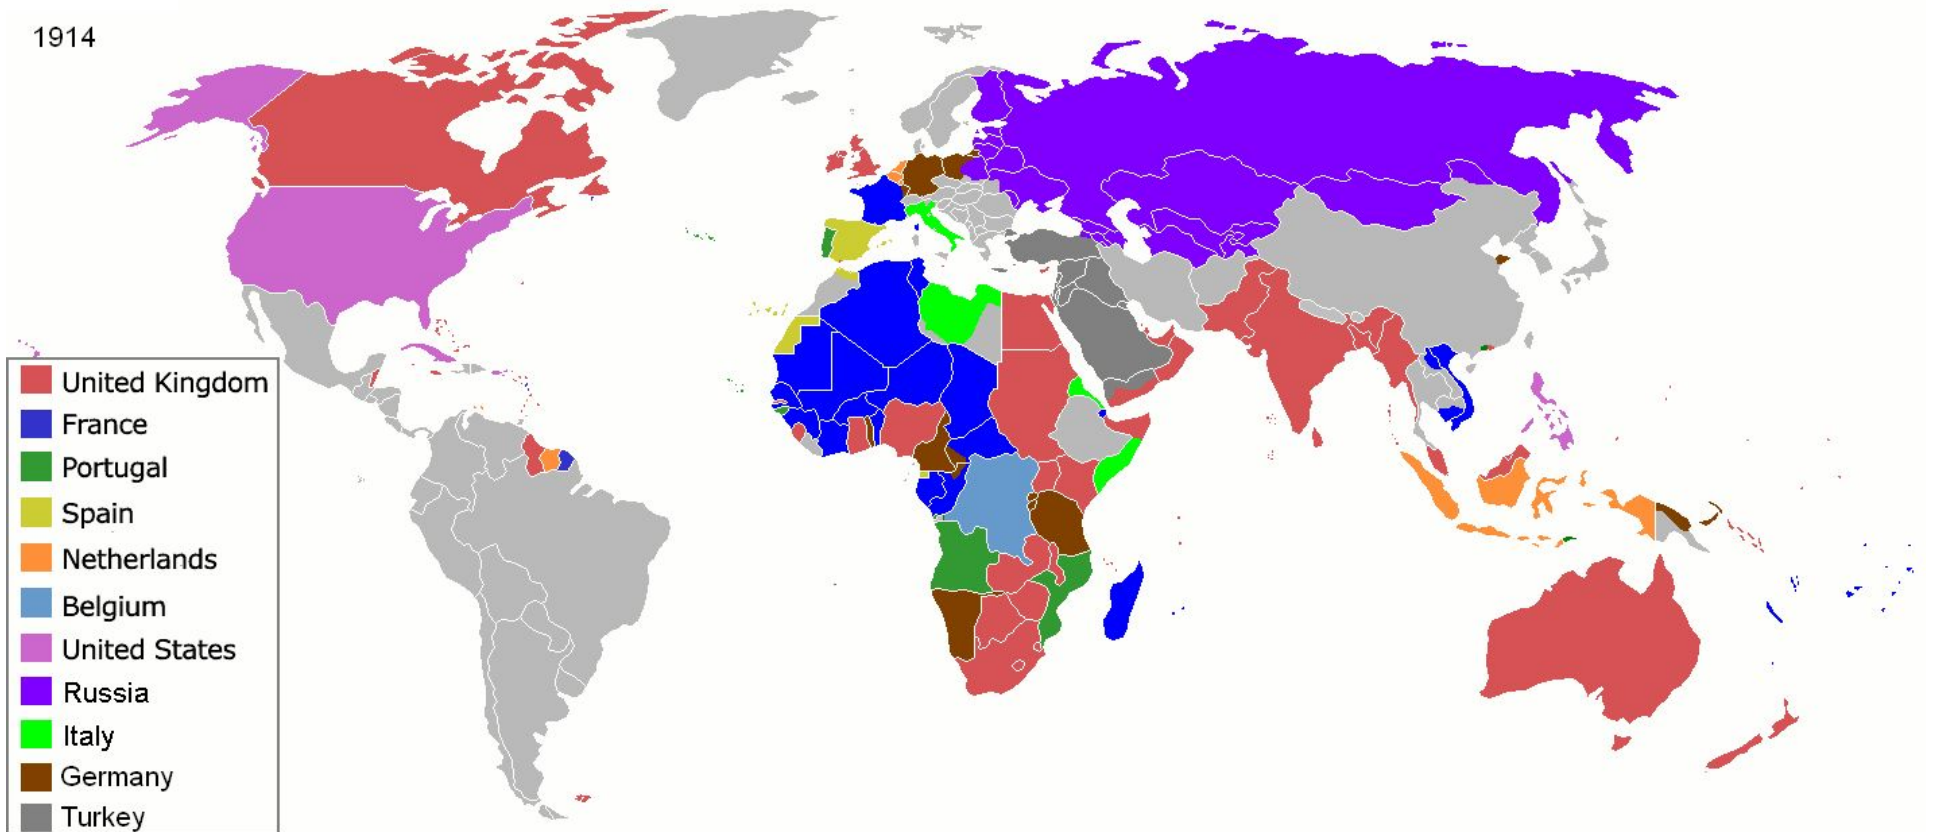 1914
United Kingdom
France
Portugal
Spain
Netherlands
Belgium
United States
Russia
Italy
Germany
Turkey